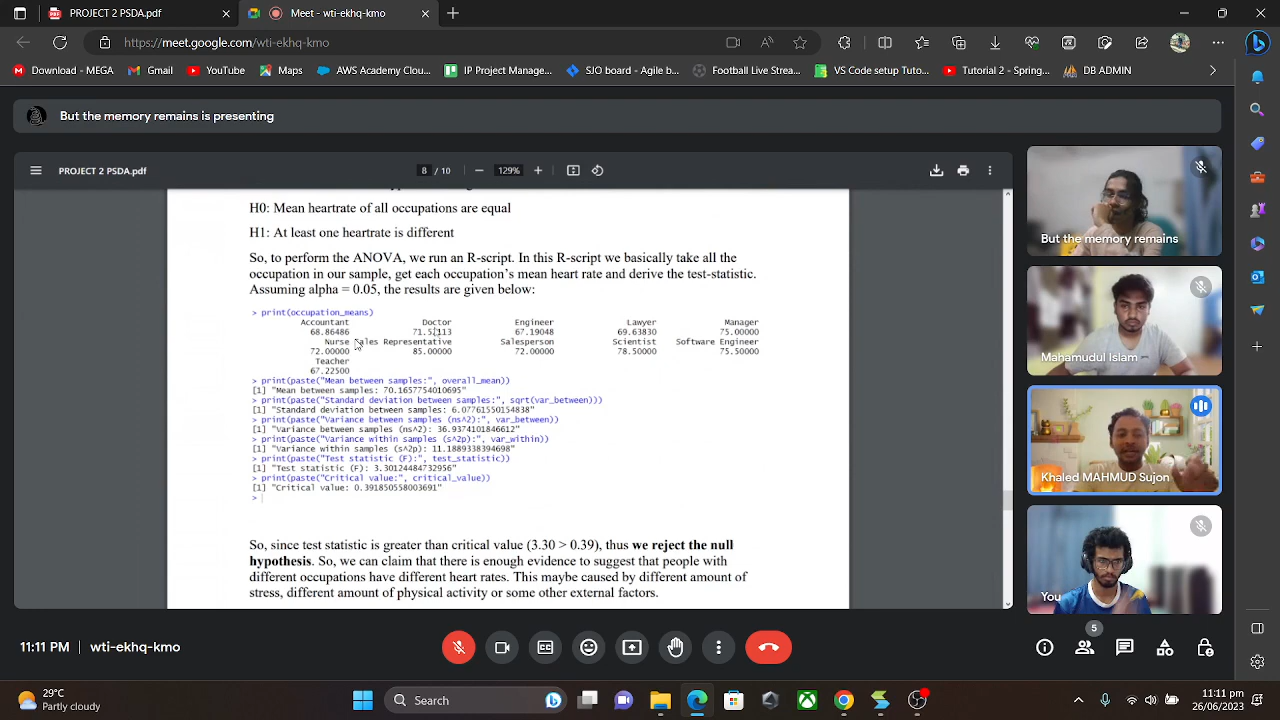 PROJECT 2 PSDA.pdf
Meet - wti-ekhq-kmo
https://meet.google.com/wti-ekhq-kmo
Download - MEGA
Gmail
YouTube
Maps
AWS Academy Cou...
IP Project Manage...
SJO board - Agile b...
Football Live Strea...
VS Code setup Tuto...
Tutorial 2 - Spring...
DB ADMIN
But the memory remains is presenting
PROJECT 2 PSDA.pdf
8 / 10
129%
H0: Mean heartrate of all occupations are equal
H1: At least one heartrate is different
So, to perform the ANOVA, we run an R-script. In this R-script we basically take all the
occupation in our sample, get each occupation's mean heart rate and derive the test-statistic.
Assuming alpha = 0.05, the results are given below:
> print(occupation_means)
Accountant Doctor Engineer Lawyer Manager
68.86486 71.52113 67.19048 69.63830 75.00000
Nurse Sales Representative Salesperson Scientist Software Engineer
72.00000 85.00000 72.00000 78.50000 75.50000
Teacher
67.22500
> print(paste("Mean between samples:", overall_mean))
[1] "Mean between samples: 70.1657754010695"
> print(paste("Standard deviation between samples:", sqrt(var_between)))
[1] "Standard deviation between samples: 6.07761550154838"
> print(paste("Variance between samples (ns^2):", var_between))
[1] "Variance between samples (ns^2): 36.9374101846612"
> print(paste("Variance within samples (s^2p):", var_within))
[1] "Variance within samples (s^2p): 11.1889338394698"
> print(paste("Test statistic (F):", test_statistic))
[1] "Test statistic (F): 3.30124484732956"
> print(paste("Critical value:", critical_value))
[1] "Critical value: 0.391850558003691"
>
So, since test statistic is greater than critical value (3.30 > 0.39), thus we reject the null
hypothesis. So, we can claim that there is enough evidence to suggest that people with
different occupations have different heart rates. This maybe caused by different amount of
stress, different amount of physical activity or some other external factors.
But the memory remains
Mahamudul Islam
Khaled MAHMUD Sujon
You
11:11 PM
wti-ekhq-kmo
5
29°C
Partly cloudy
Search
11:11 pm
26/06/2023